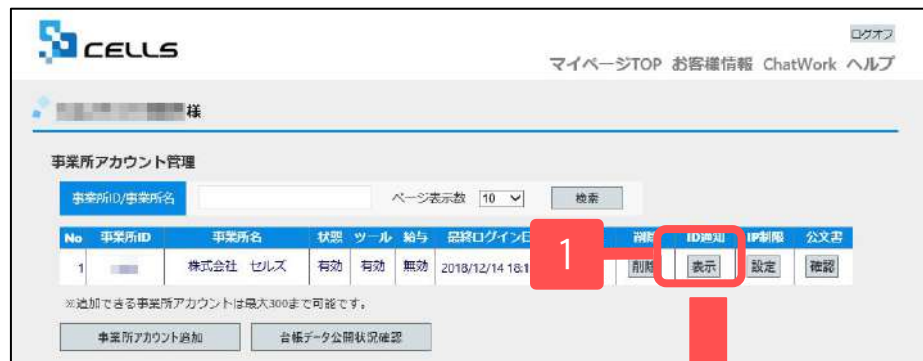 ログオフ
CELLS
マイページTOP お客様情報 ChatWork ヘルプ
様
事業所アカウント管理
事業所ID/事業所名 ページ表示数 10 検索
No 事業所ID 事業所名 状態 ツール 給与 最終ログイン日 削除 ID通知 IP制限 公文書
1 株式会社 セルズ 有効 有効 無効 2018/12/14 18:1 1 削除 表示 設定 確認
※追加できる事業所アカウントは最大300まで可能です。
事業所アカウント追加 台帳データ公開状況確認